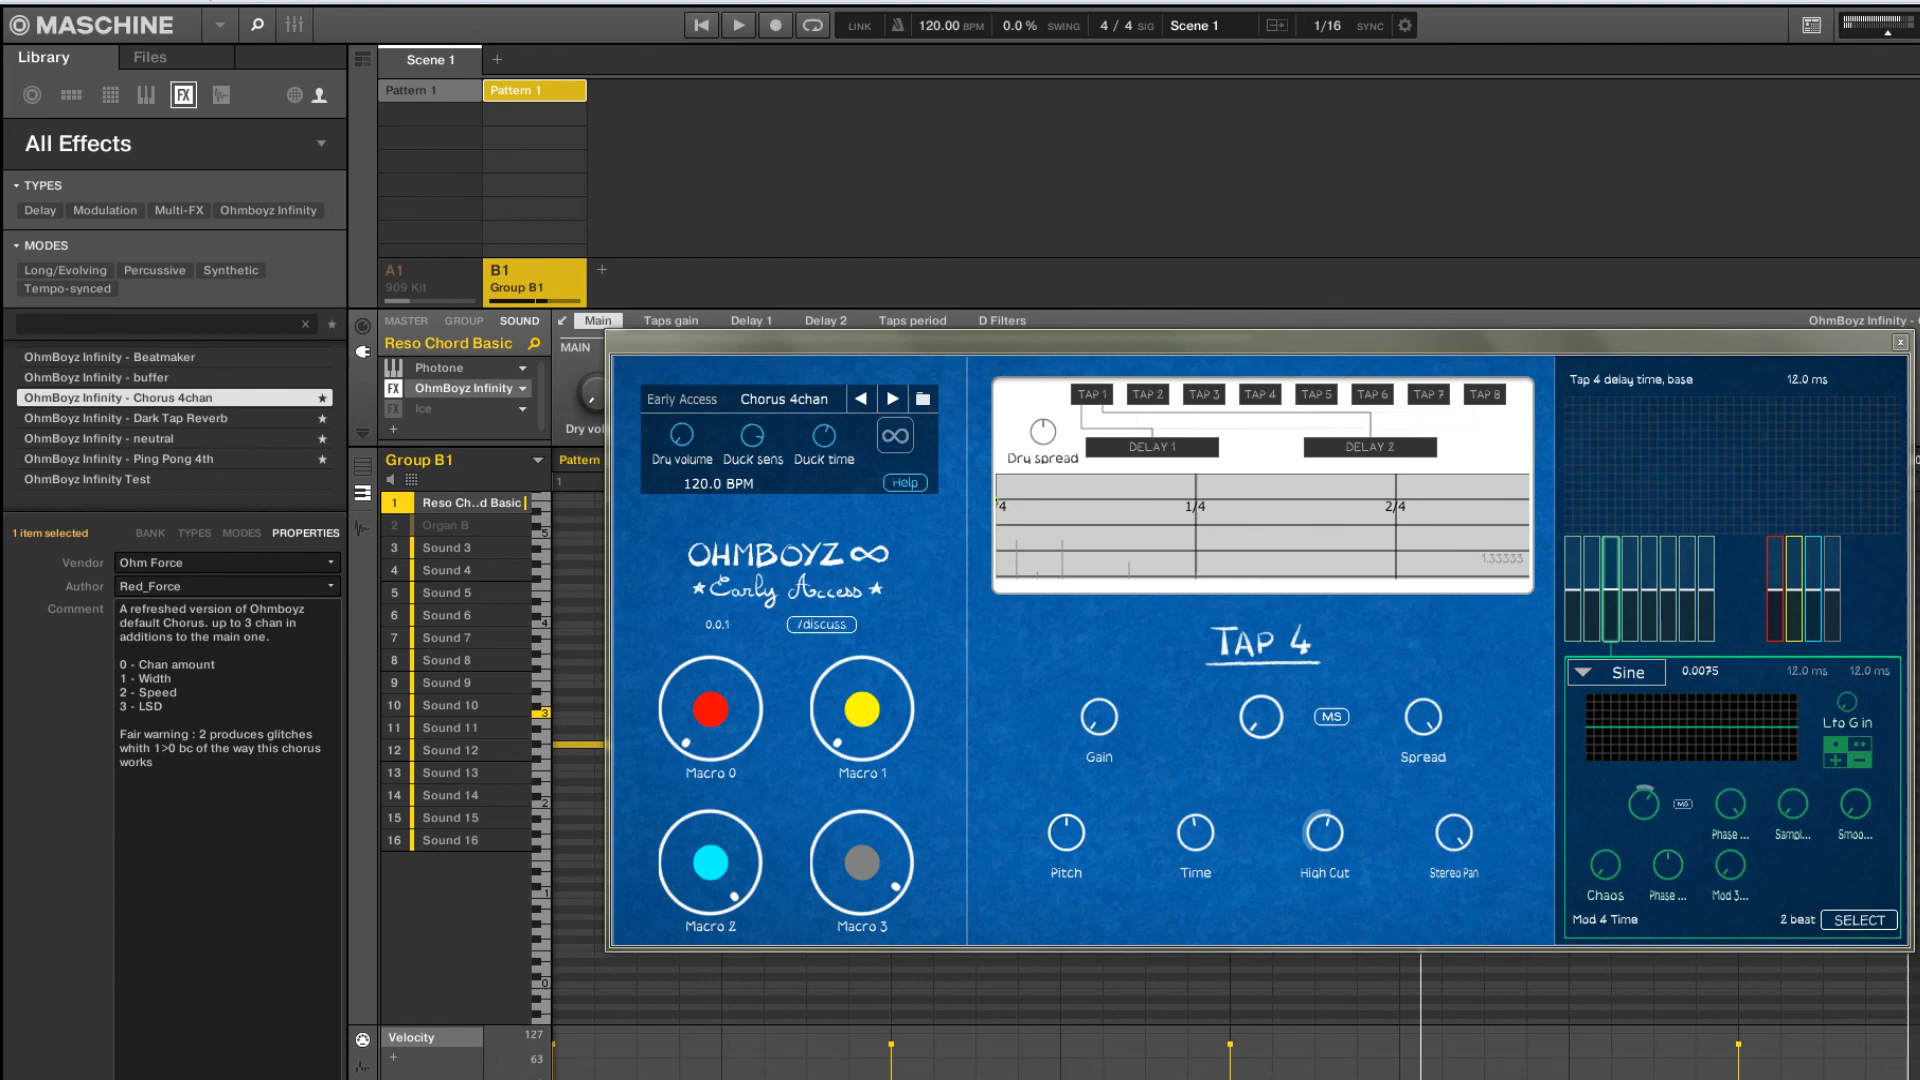 MASCHINE
LINK 120.00 BPM 0.0 % SWING 4 / 4 SIG Scene 1 1/16 SYNC
Library Files
Scene 1 +
FX
Pattern 1 Pattern 1
All Effects
TYPES
Delay Modulation Multi-FX Ohmboyz Infinity
MODES
Long/Evolving Percussive Synthetic
Tempo-synced
A1 B1 +
909 Kit Group B1
MASTER GROUP SOUND Main Taps gain Delay 1 Delay 2 Taps period D Filters OhmBoyz Infinity -
Reso Chord Basic MAIN
Photone
FX OhmBoyz Infinity
FX Ice
+
Dry vol
OhmBoyz Infinity - Beatmaker
OhmBoyz Infinity - buffer
OhmBoyz Infinity - Chorus 4chan
OhmBoyz Infinity - Dark Tap Reverb
OhmBoyz Infinity - neutral
OhmBoyz Infinity - Ping Pong 4th
OhmBoyz Infinity Test
1 item selected BANK TYPES MODES PROPERTIES
Vendor Ohm Force
Author Red_Force
Comment A refreshed version of Ohmboyz
default Chorus. up to 3 chan in
additions to the main one.
0 - Chan amount
1 - Width
2 - Speed
3 - LSD
Fair warning : 2 produces glitches
whith 1>0 bc of the way this chorus
works
Group B1 Pattern
1
1 Reso Ch..d Basic
2 Organ B
3 Sound 3
4 Sound 4
5 Sound 5
6 Sound 6
7 Sound 7
8 Sound 8
9 Sound 9
10 Sound 10
11 Sound 11
12 Sound 12
13 Sound 13
14 Sound 14
15 Sound 15
16 Sound 16
5
4
3
2
1
0
Velocity 127
+ 63
Early Access Chorus 4chan
Dry volume Duck sens Duck time
120.0 BPM Help
OHMBOYZ ∞
★ Early Access ★
0.0.1 /discuss
Macro 0 Macro 1
Macro 2 Macro 3
TAP 1 TAP 2 TAP 3 TAP 4 TAP 5 TAP 6 TAP 7 TAP 8
Dry spread DELAY 1 DELAY 2
/4 1/4 2/4
1.33333
TAP 4
MS
Gain Spread
Pitch Time High Cut Stereo Pan
Tap 4 delay time, base 12.0 ms
Sine 0.0075 12.0 ms 12.0 ms
Lfo G in
MS
Phase ... Sampl... Smoo...
Chaos Phase ... Mod 3...
Mod 4 Time 2 beat SELECT